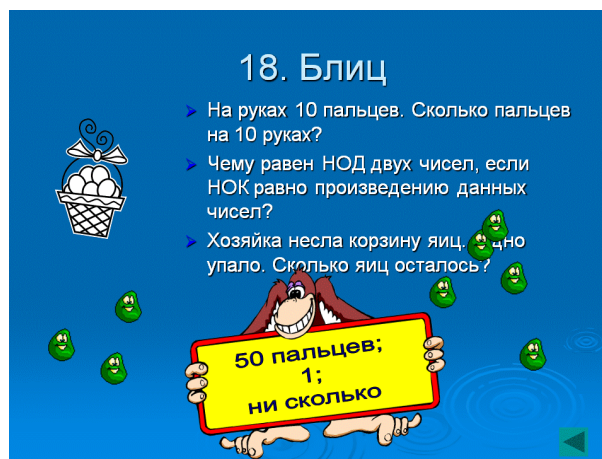 18. Блиц
На руках 10 пальцев. Сколько пальцев
на 10 руках?
Чему равен НОД двух чисел, если
НОК равно произведению данных
чисел?
Хозяйка несла корзину яиц. дно
упало. Сколько яиц осталось?
50 пальцев;
1;
ни сколько